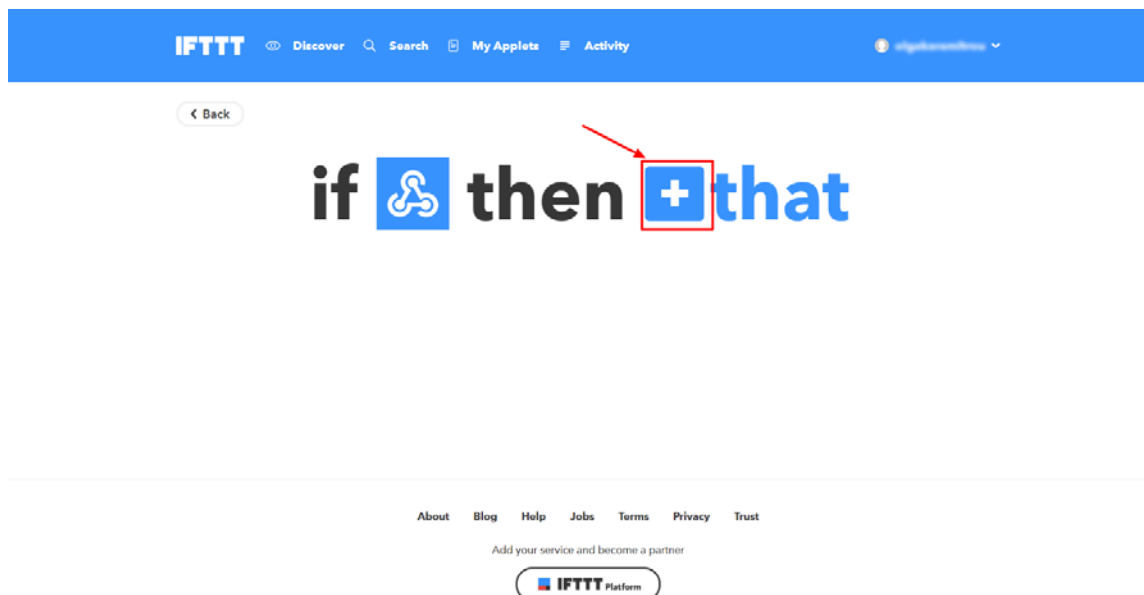 IFTTT Discover Search My Applets Activity
Back
if then + that
About Blog Help Jobs Terms Privacy Trust
Add your service and become a partner
IFTTT Platform